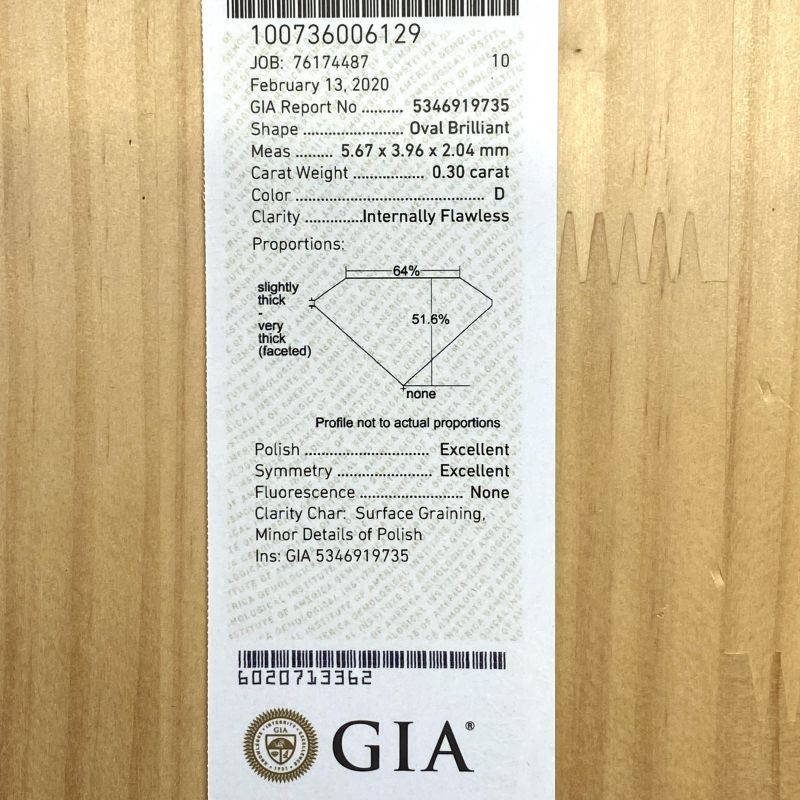 100736006129
JOB: 76174487 10
February 13, 2020
GIA Report No .......... 5346919735
Shape ........................ Oval Brilliant
Meas ......... 5.67 x 3.96 x 2.04 mm
Carat Weight ................. 0.30 carat
Color ............................................. D
Clarity ..............Internally Flawless
Proportions:
64%
slightly
thick
-
very
thick
(faceted)
51.6%
none
Profile not to actual proportions
Polish .............................. Excellent
Symmetry ....................... Excellent
Fluorescence ......................... None
Clarity Char: Surface Graining,
Minor Details of Polish
Ins: GIA 5346919735
6020713362
GIA®